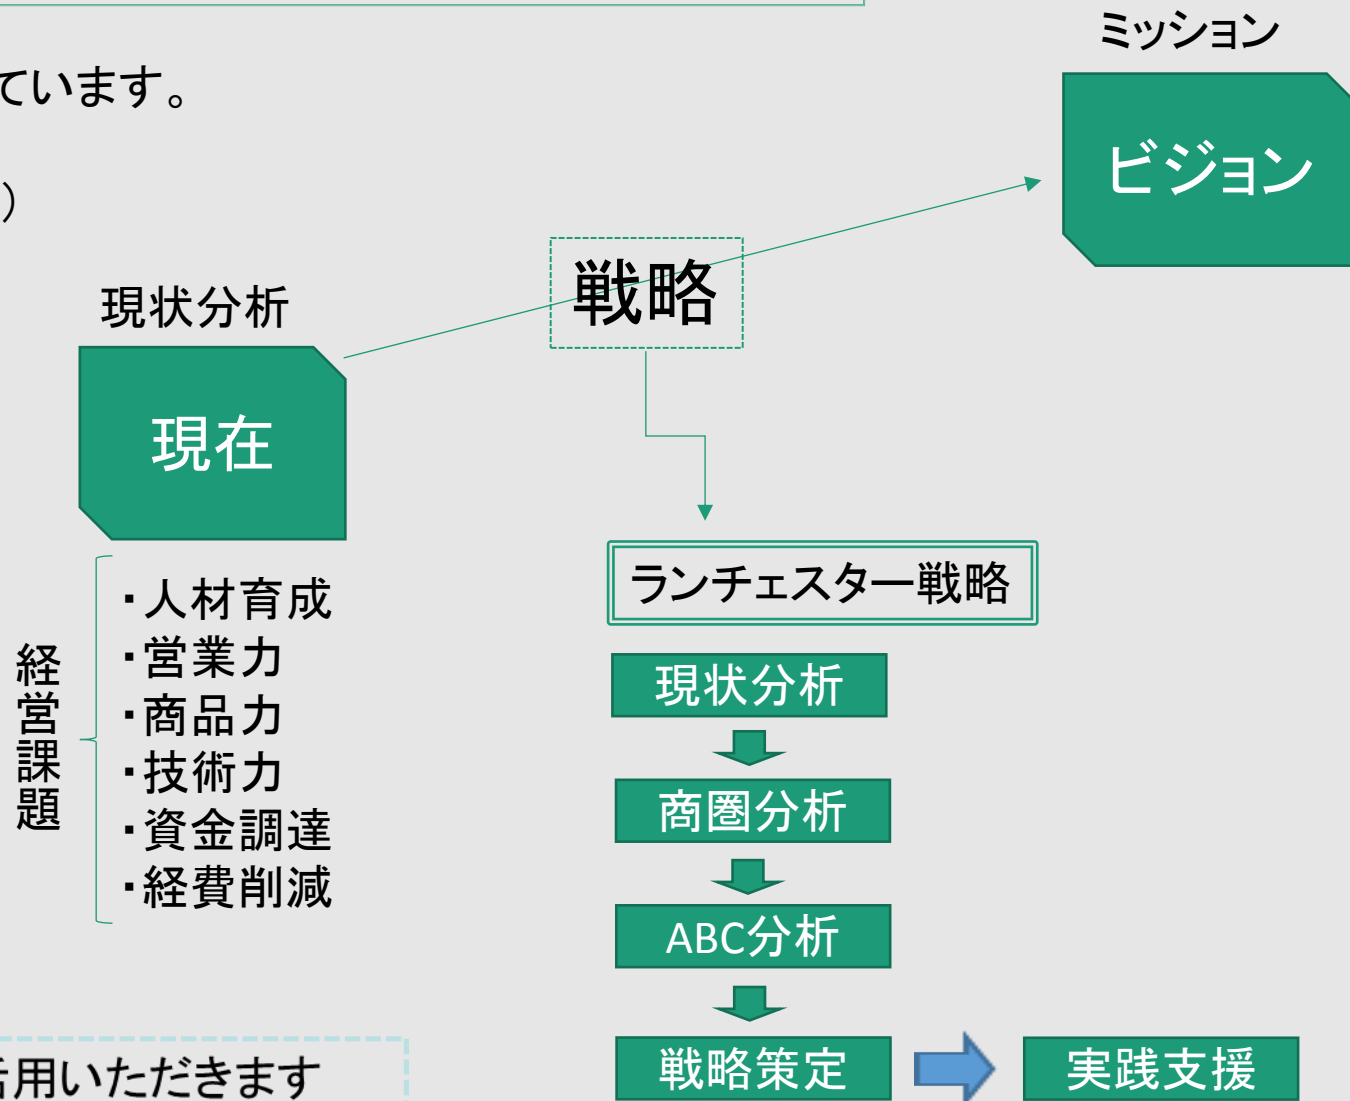 ミッション
ています。
ビジョン
）
戦略
現状分析
現在
ランチェスター戦略
経営課題
・人材育成
・営業力
・商品力
・技術力
・資金調達
・経費削減
現状分析
商圏分析
ABC分析
戦略策定
実践支援
活用いただきます